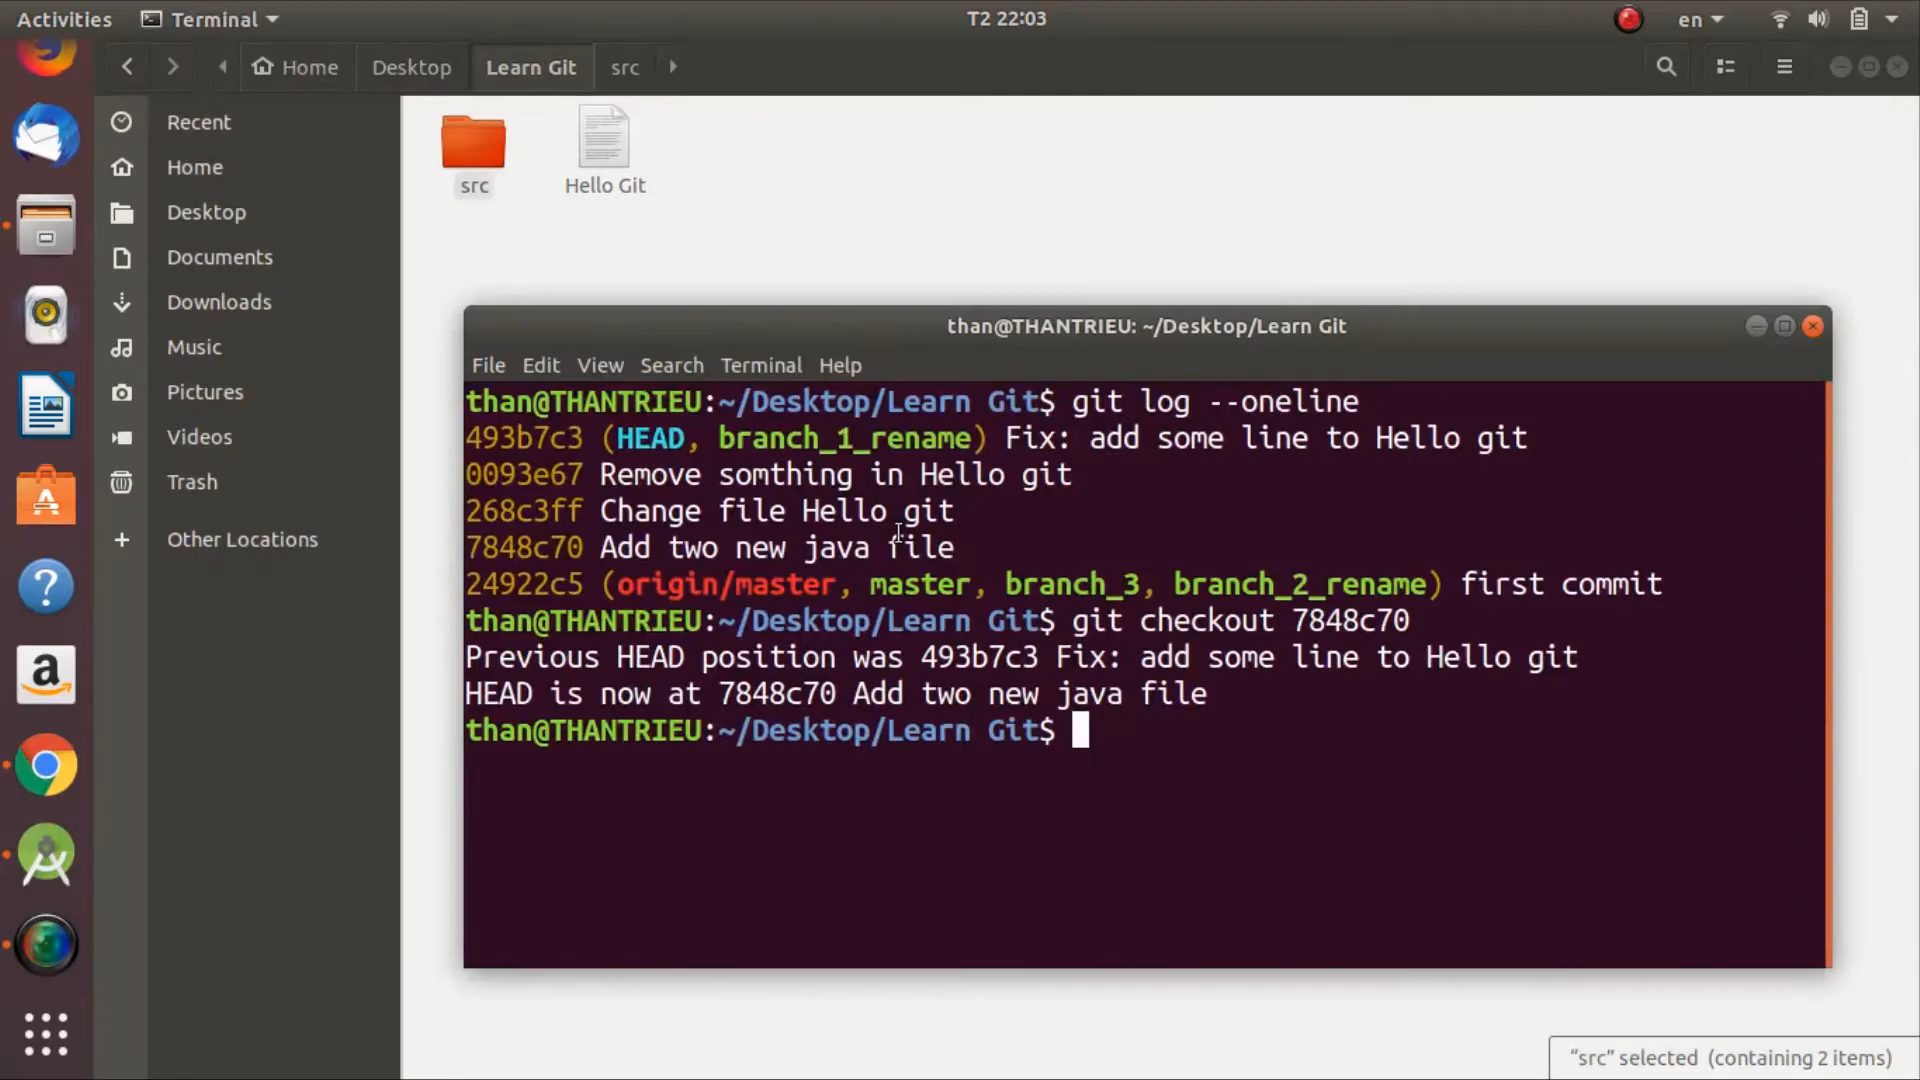 Activities
Terminal
T2 22:03
en
Home
Desktop
Learn Git
src
Recent
Home
Desktop
Documents
Downloads
Music
Pictures
Videos
Trash
+ Other Locations
src
Hello Git
than@THANTRIEU: ~/Desktop/Learn Git
File Edit View Search Terminal Help
than@THANTRIEU:~/Desktop/Learn Git$ git log --oneline
493b7c3 (HEAD, branch_1_rename) Fix: add some line to Hello git
0093e67 Remove somthing in Hello git
268c3ff Change file Hello git
7848c70 Add two new java file
24922c5 (origin/master, master, branch_3, branch_2_rename) first commit
than@THANTRIEU:~/Desktop/Learn Git$ git checkout 7848c70
Previous HEAD position was 493b7c3 Fix: add some line to Hello git
HEAD is now at 7848c70 Add two new java file
than@THANTRIEU:~/Desktop/Learn Git$
“src” selected (containing 2 items)